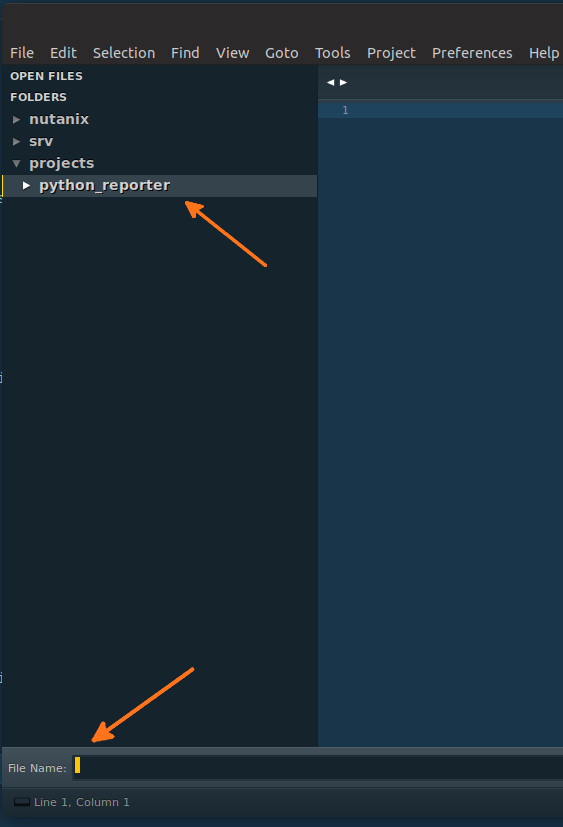 File Edit Selection Find View Goto Tools Project Preferences Help
OPEN FILES
FOLDERS
nutanix
srv
projects
python_reporter
1
File Name:
Line 1, Column 1